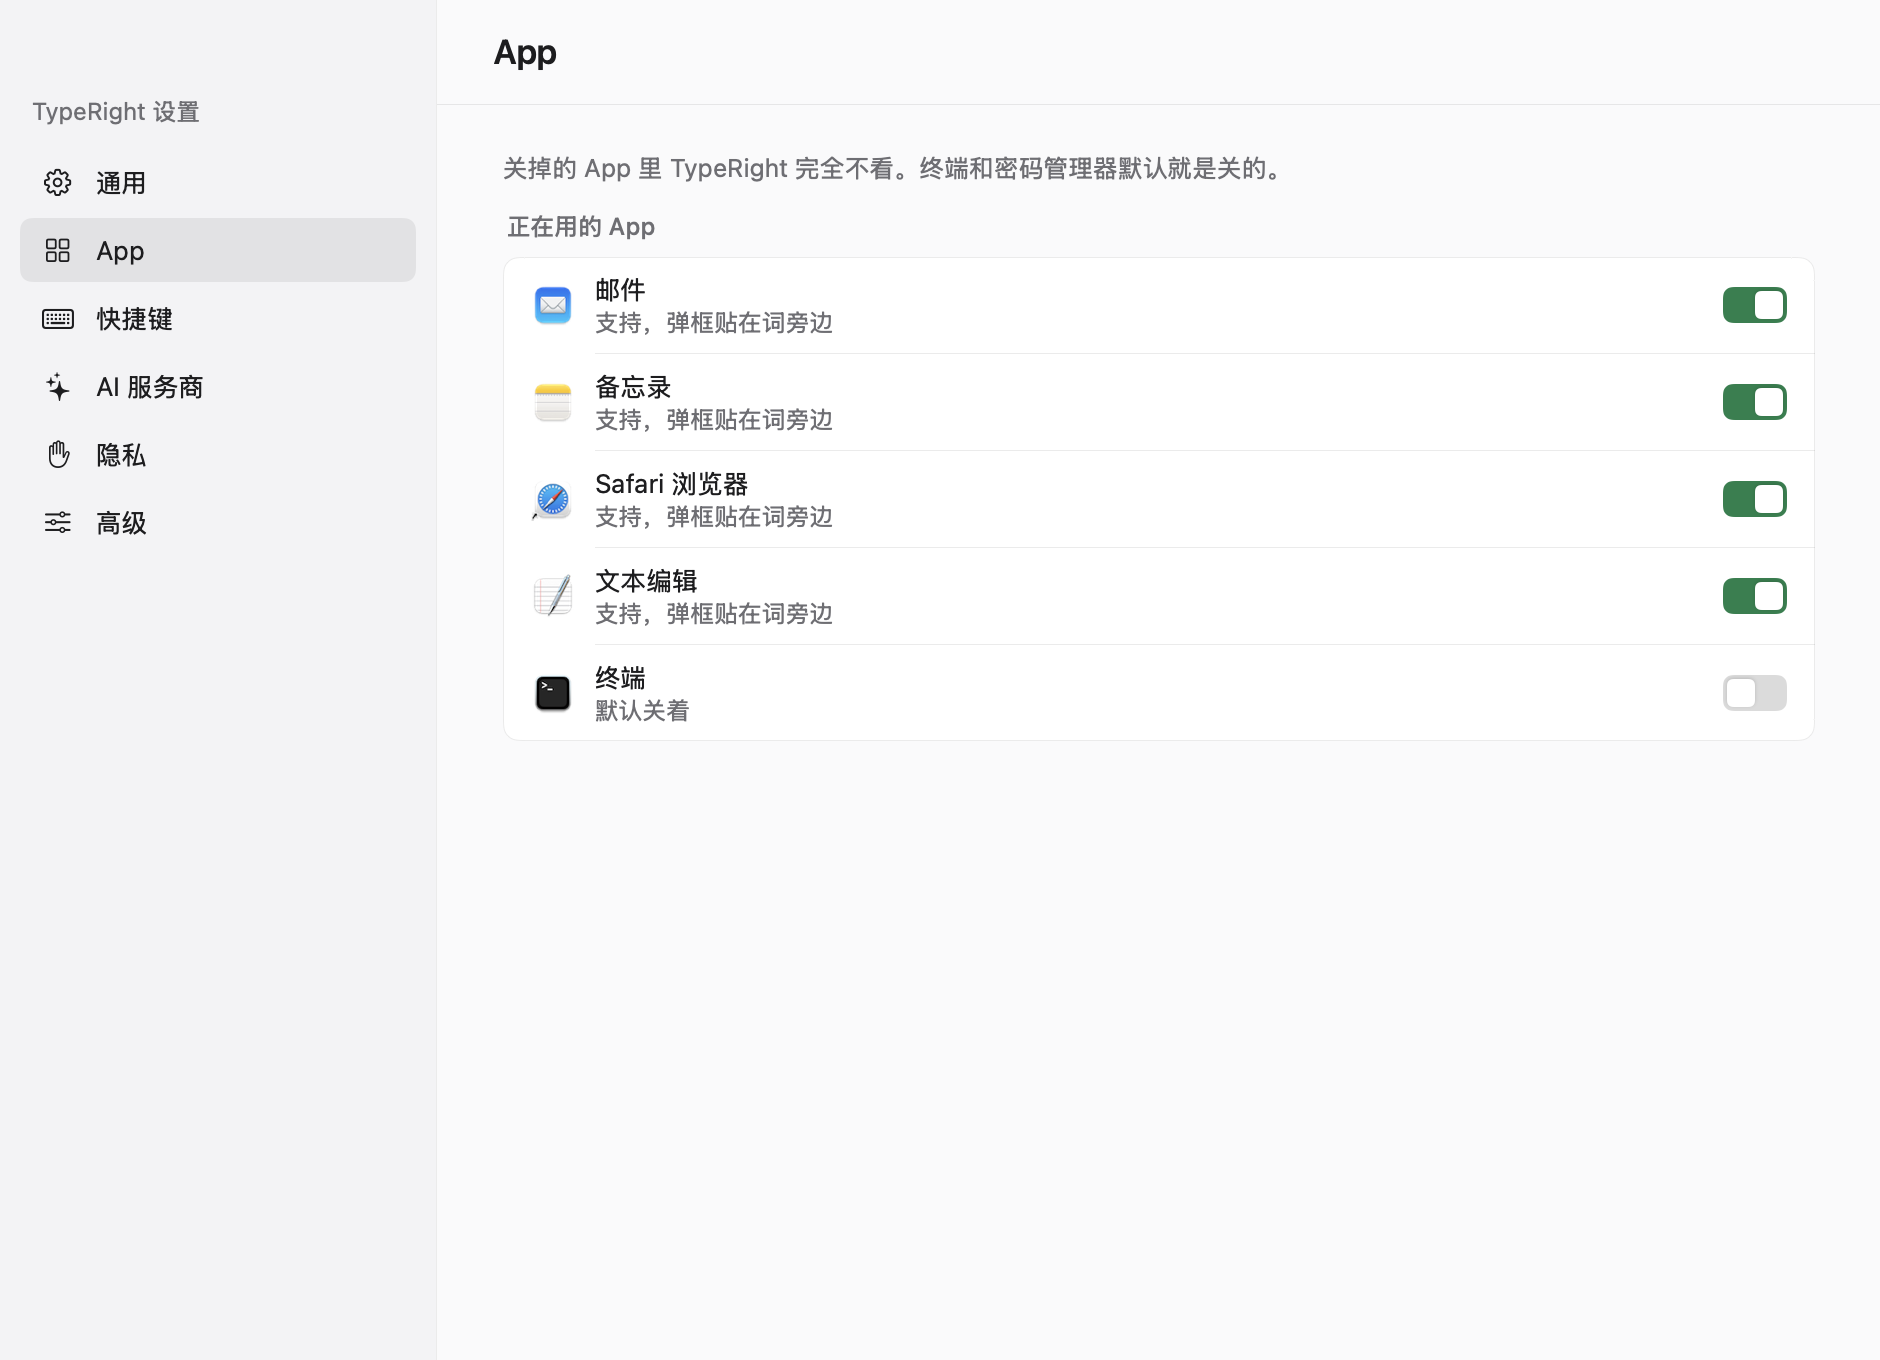 App
TypeRight 设置
通用
App
快捷键
AI 服务商
隐私
高级
关掉的 App 里 TypeRight 完全不看。终端和密码管理器默认就是关的。
正在用的 App
邮件
支持，弹框贴在词旁边
备忘录
支持，弹框贴在词旁边
Safari 浏览器
支持，弹框贴在词旁边
文本编辑
支持，弹框贴在词旁边
>_
终端
默认关着